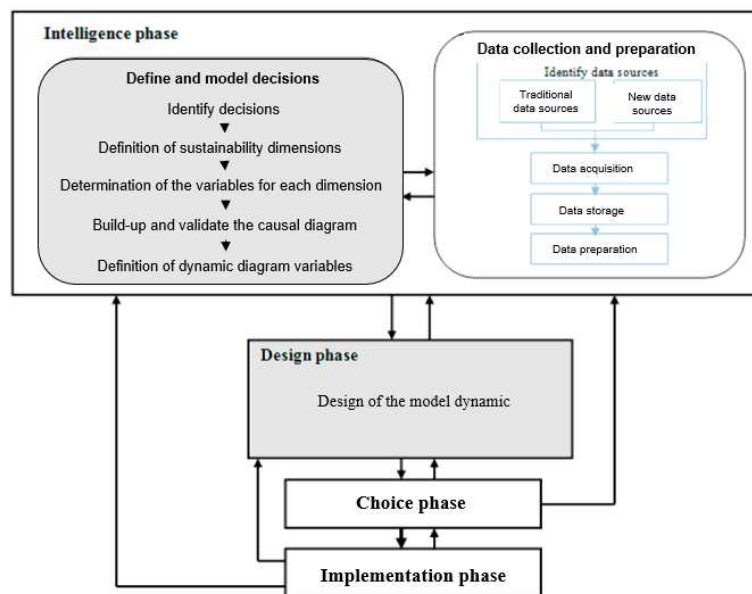 Intelligence phase
Define and model decisions
Identify decisions
Definition of sustainability dimensions
Determination of the variables for each dimension
Build-up and validate the causal diagram
Definition of dynamic diagram variables
Data collection and preparation
Identify data sources
Traditional
data sources
New data
sources
Data acquisition
Data storage
Data preparation
Design phase
Design of the model dynamic
Choice phase
Implementation phase